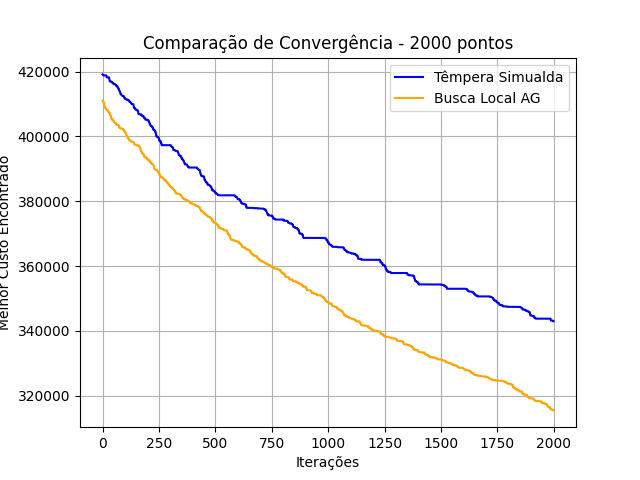 Comparação de Convergência - 2000 pontos
Têmpera Simualda
Busca Local AG
420000
400000
380000
360000
340000
320000
Melhor Custo Encontrado
0 250 500 750 1000 1250 1500 1750 2000
Iterações